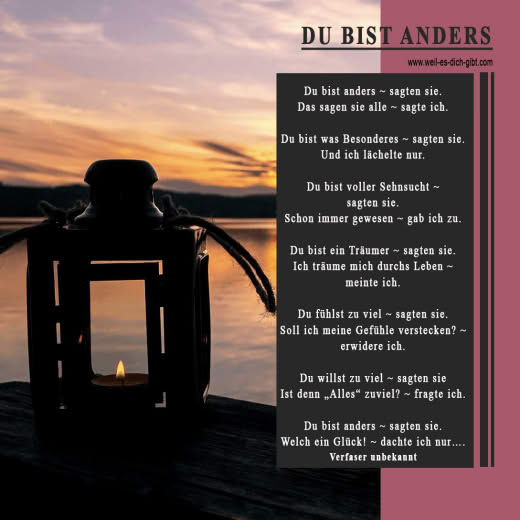 DU BIST ANDERS
www.weil-es-dich-gibt.com
Du bist anders ~ sagten sie.
Das sagen sie alle ~ sagte ich.
Du bist was Besonderes ~ sagten sie.
Und ich lächelte nur.
Du bist voller Sehnsucht ~
sagten sie.
Schon immer gewesen ~ gab ich zu.
Du bist ein Träumer ~ sagten sie.
Ich träume mich durchs Leben ~
meinte ich.
Du fühlst zu viel ~ sagten sie.
Soll ich meine Gefühle verstecken? ~
erwidere ich.
Du willst zu viel ~ sagten sie
Ist denn „Alles“ zuviel? ~ fragte ich.
Du bist anders ~ sagten sie.
Welch ein Glück! ~ dachte ich nur....
Verfaser unbekannt